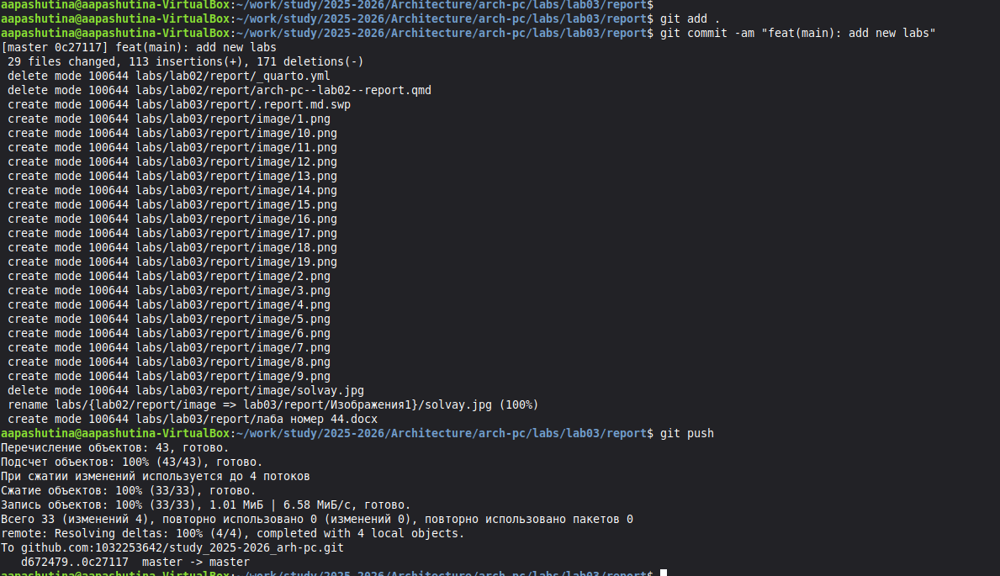 aapashutina@aapashutina-VirtualBox:~/work/study/2025-2026/Architecture/arch-pc/labs/lab03/report$
aapashutina@aapashutina-VirtualBox:~/work/study/2025-2026/Architecture/arch-pc/labs/lab03/report$ git add .
aapashutina@aapashutina-VirtualBox:~/work/study/2025-2026/Architecture/arch-pc/labs/lab03/report$ git commit -am "feat(main): add new labs"
[master 0c27117] feat(main): add new labs
 29 files changed, 113 insertions(+), 171 deletions(-)
 delete mode 100644 labs/lab02/report/_quarto.yml
 delete mode 100644 labs/lab02/report/arch-pc--lab02--report.qmd
 create mode 100644 labs/lab03/report/.report.md.swp
 create mode 100644 labs/lab03/report/image/1.png
 create mode 100644 labs/lab03/report/image/10.png
 create mode 100644 labs/lab03/report/image/11.png
 create mode 100644 labs/lab03/report/image/12.png
 create mode 100644 labs/lab03/report/image/13.png
 create mode 100644 labs/lab03/report/image/14.png
 create mode 100644 labs/lab03/report/image/15.png
 create mode 100644 labs/lab03/report/image/16.png
 create mode 100644 labs/lab03/report/image/17.png
 create mode 100644 labs/lab03/report/image/18.png
 create mode 100644 labs/lab03/report/image/19.png
 create mode 100644 labs/lab03/report/image/2.png
 create mode 100644 labs/lab03/report/image/3.png
 create mode 100644 labs/lab03/report/image/4.png
 create mode 100644 labs/lab03/report/image/5.png
 create mode 100644 labs/lab03/report/image/6.png
 create mode 100644 labs/lab03/report/image/7.png
 create mode 100644 labs/lab03/report/image/8.png
 create mode 100644 labs/lab03/report/image/9.png
 delete mode 100644 labs/lab03/report/image/solvay.jpg
 rename labs/{lab02/report/image => lab03/report/Изображения1}/solvay.jpg (100%)
 create mode 100644 labs/lab03/report/лаба номер 44.docx
aapashutina@aapashutina-VirtualBox:~/work/study/2025-2026/Architecture/arch-pc/labs/lab03/report$ git push
Перечисление объектов: 43, готово.
Подсчет объектов: 100% (43/43), готово.
При сжатии изменений используется до 4 потоков
Сжатие объектов: 100% (33/33), готово.
Запись объектов: 100% (33/33), 1.01 МиБ | 6.58 МиБ/с, готово.
Всего 33 (изменений 4), повторно использовано 0 (изменений 0), повторно использовано пакетов 0
remote: Resolving deltas: 100% (4/4), completed with 4 local objects.
To github.com:1032253642/study_2025-2026_arh-pc.git
   d672479..0c27117  master -> master
aapashutina@aapashutina-VirtualBox:~/work/study/2025-2026/Architecture/arch-pc/labs/lab03/report$